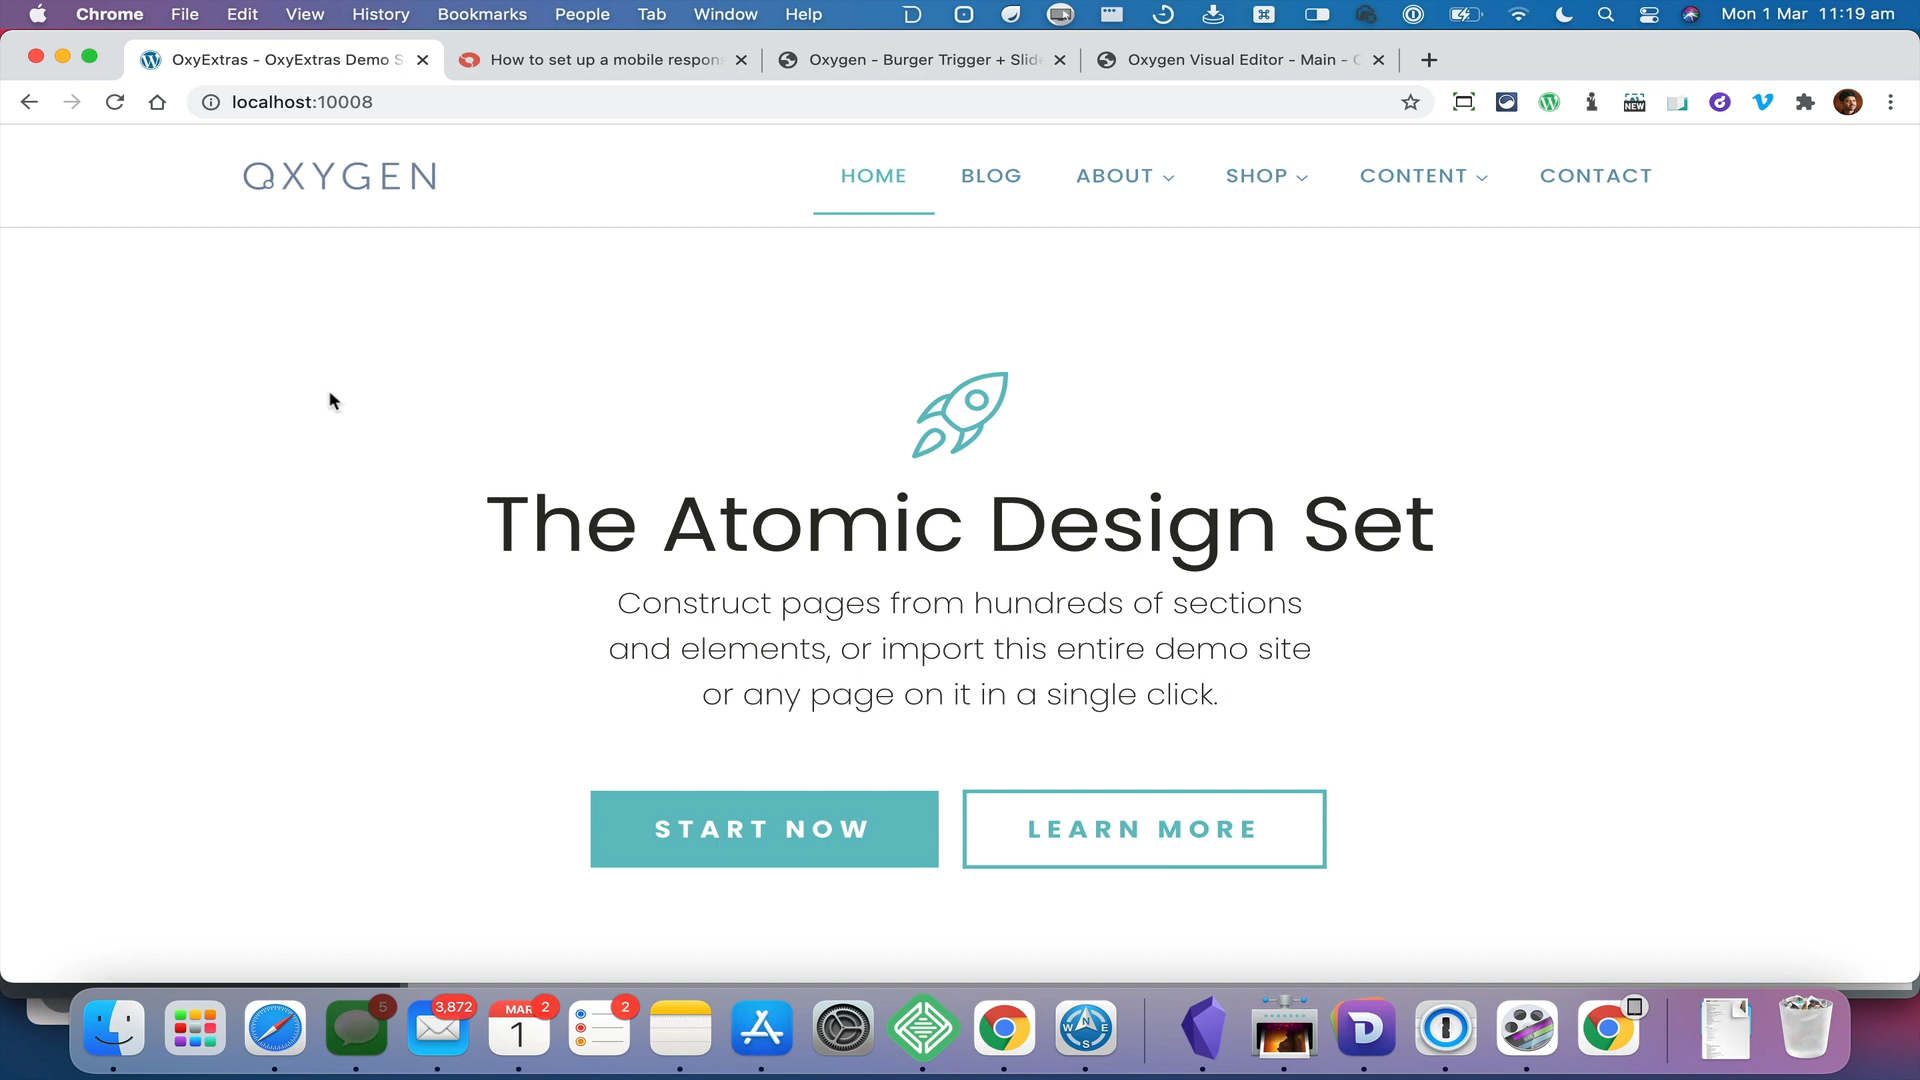 Chrome File Edit View History Bookmarks People Tab Window Help Mon 1 Mar 11:19 am
OxyExtras - OxyExtras Demo S How to set up a mobile respon Oxygen - Burger Trigger + Slide Oxygen Visual Editor - Main -
localhost:10008
NEW
OXYGEN HOME BLOG ABOUT SHOP CONTENT CONTACT
The Atomic Design Set
Construct pages from hundreds of sections
and elements, or import this entire demo site
or any page on it in a single click.
START NOW LEARN MORE
5 3,872 MAR 2 2
1
N
W E
S
D